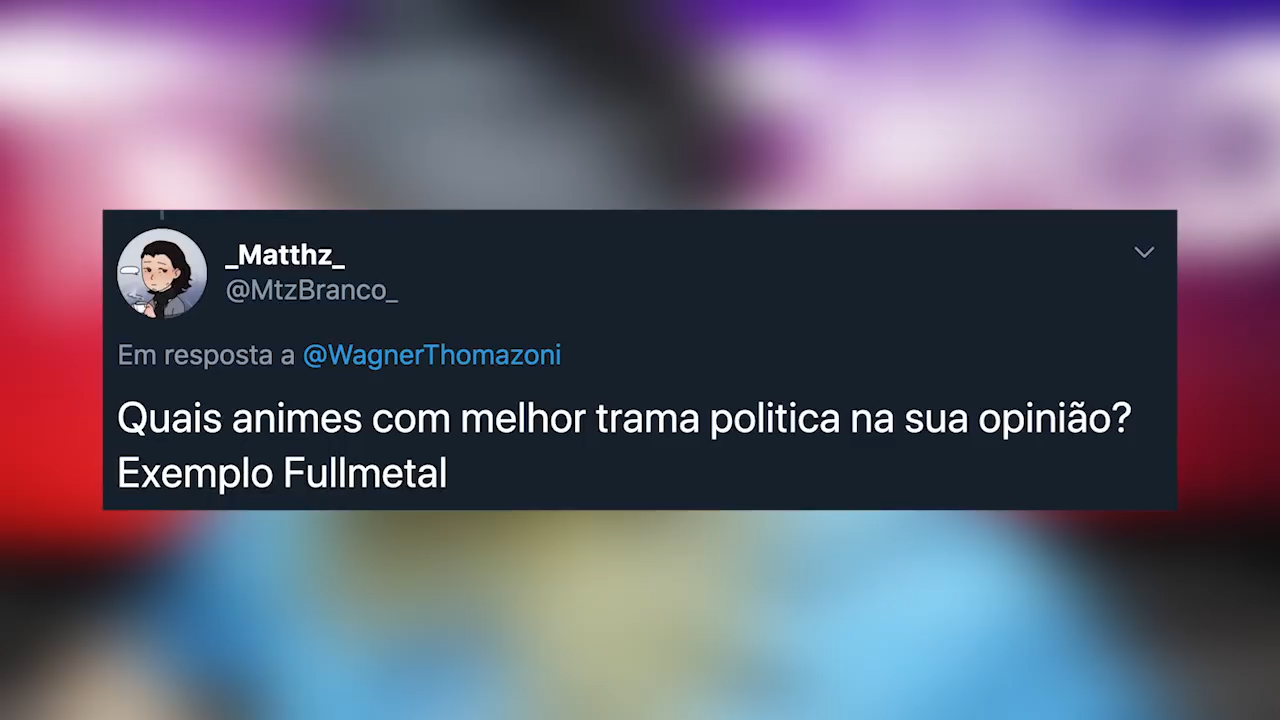 _Matthz_
@MtzBranco_
Em resposta a @WagnerThomazoni
Quais animes com melhor trama politica na sua opinião?
Exemplo Fullmetal